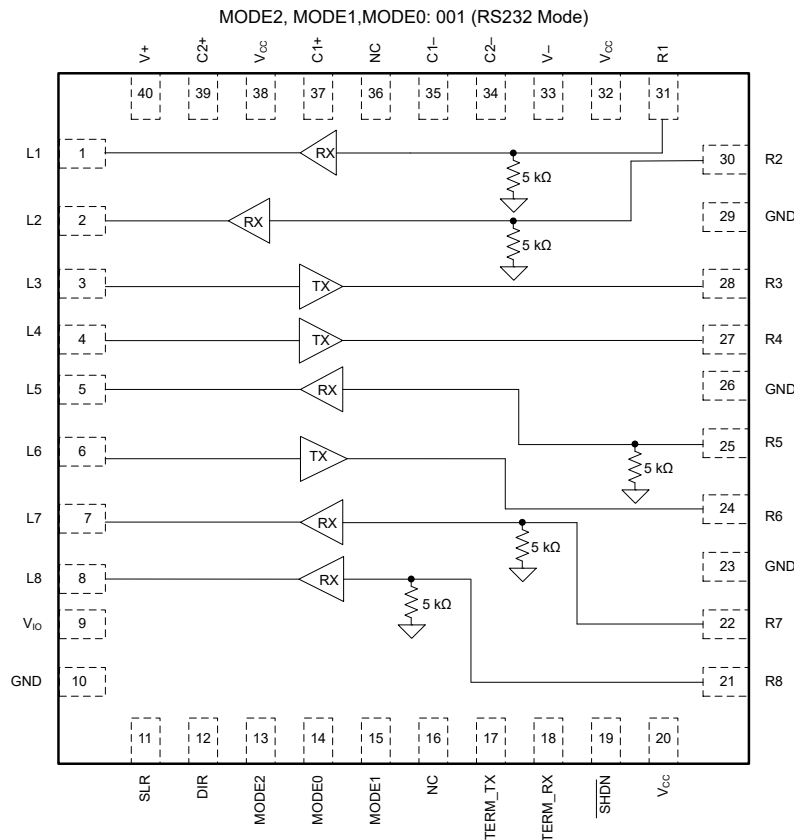 MODE2, MODE1,MODE0: 001 (RS232 Mode)
V+
C2+
VCC
C1+
NC
C1–
C2–
V–
VCC
R1
40
39
38
37
36
35
34
33
32
31
L1
1
RX
5 kΩ
30
R2
L2
2
RX
5 kΩ
29
GND
L3
3
TX
28
R3
L4
4
TX
27
R4
L5
5
RX
26
GND
25
R5
5 kΩ
L6
6
TX
24
R6
L7
7
RX
5 kΩ
23
GND
L8
8
RX
5 kΩ
VIO
9
22
R7
GND
10
21
R8
11
12
13
14
15
16
17
18
19
20
SLR
DIR
MODE2
MODE0
MODE1
NC
TERM_TX
TERM_RX
SHDN
VCC